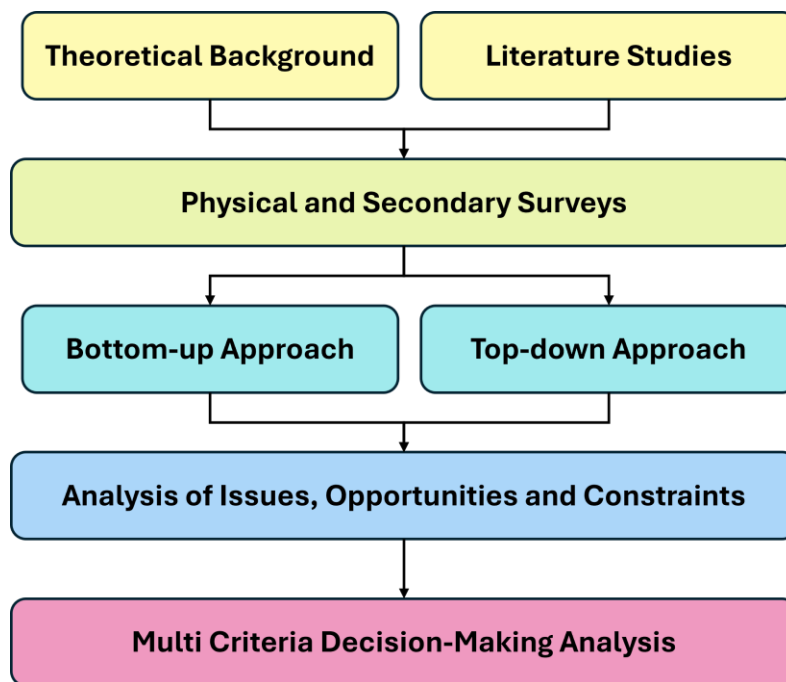 Theoretical Background
Literature Studies
Physical and Secondary Surveys
Bottom-up Approach
Top-down Approach
Analysis of Issues, Opportunities and Constraints
Multi Criteria Decision-Making Analysis